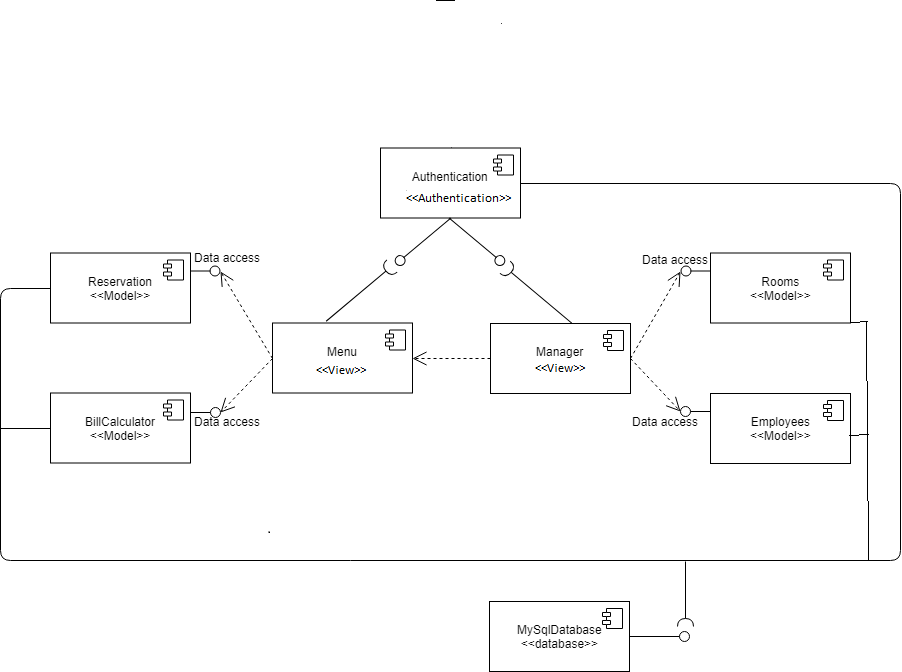 Authentication
<<Authentication>>
Data access
Reservation
<<Model>>
Data access
Rooms
<<Model>>
Menu
<<View>>
Manager
<<View>>
BillCalculator
<<Model>>
Data access
Data access
Employees
<<Model>>
MySqlDatabase
<<database>>